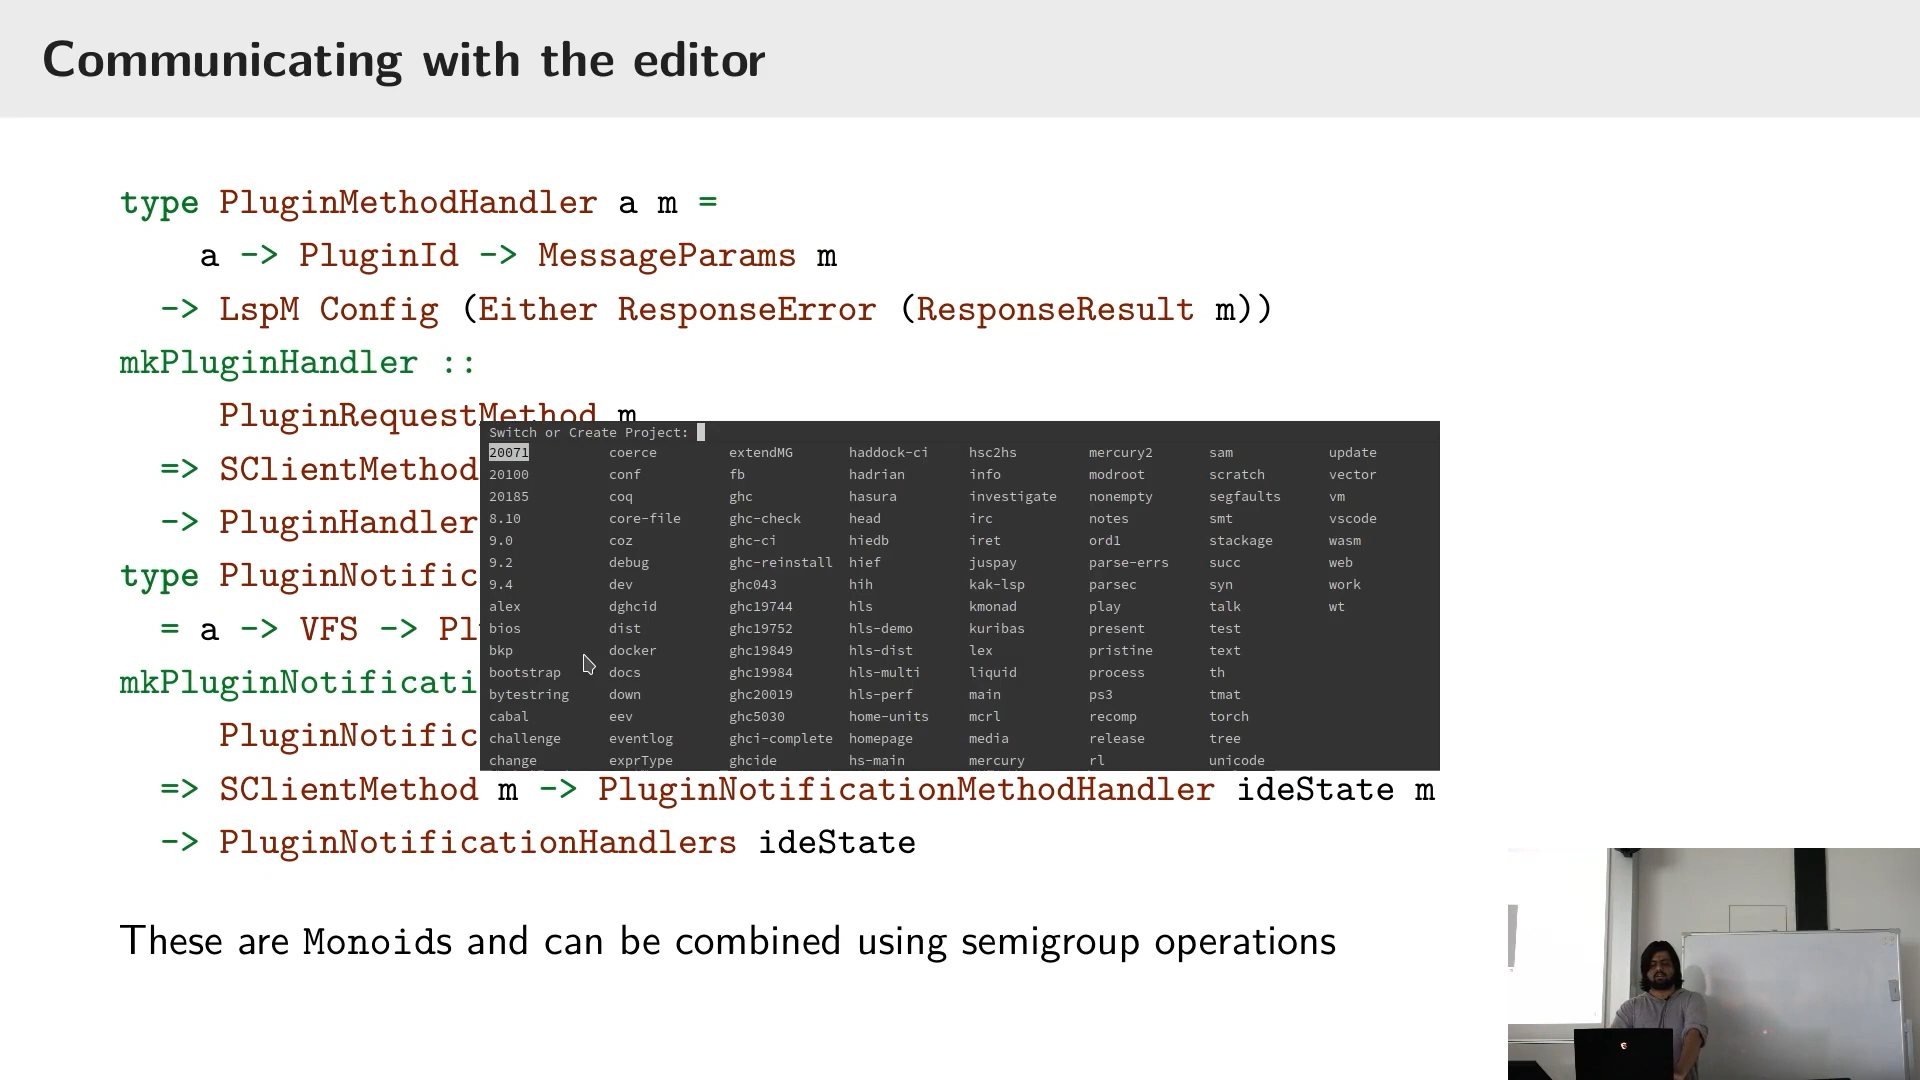 Communicating with the editor
type PluginMethodHandler a m =
a -> PluginId -> MessageParams m
-> LspM Config (Either ResponseError (ResponseResult m))
mkPluginHandler ::
PluginRequestMethod m
=> SClientMethod
-> PluginHandler
type PluginNotific
= a -> VFS -> Pl
mkPluginNotificati
PluginNotific
=> SClientMethod m -> PluginNotificationMethodHandler ideState m
-> PluginNotificationHandlers ideState
Switch or Create Project:
20071 coerce extendMG haddock-ci hsc2hs mercury2 sam update
20100 conf fb hadrian info modroot scratch vector
20185 coq ghc hasura investigate nonempty segfaults vm
8.10 core-file ghc-check head irc notes smt vscode
9.0 coz ghc-ci hiedb iret ord1 stackage wasm
9.2 debug ghc-reinstall hief juspay parse-errs succ web
9.4 dev ghc043 hih kak-lsp parsec syn work
alex dghcid ghc19744 hls kmonad play talk wt
bios dist ghc19752 hls-demo kuribas present test
bkp docker ghc19849 hls-dist lex pristine text
bootstrap docs ghc19984 hls-multi liquid process th
bytestring down ghc20019 hls-perf main ps3 tmat
cabal eev ghc5030 home-units mcrl recomp torch
challenge eventlog ghci-complete homepage media release tree
change exprType ghcide hs-main mercury rl unicode
These are Monoids and can be combined using semigroup operations